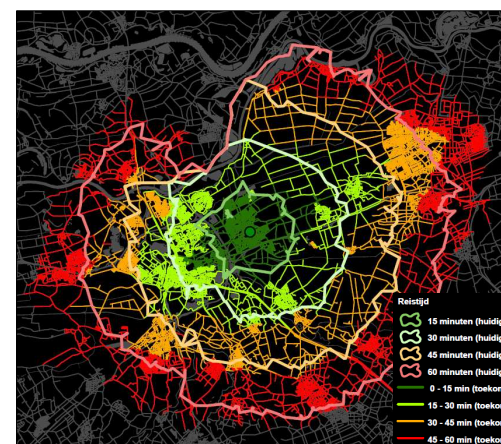 Reistijd
15 minuten (huidig
30 minuten (huidig
45 minuten (huidig
60 minuten (huidig
0 - 15 min (toekom
15 - 30 min (toekom
30 - 45 min (toekom
45 - 60 min (toekom